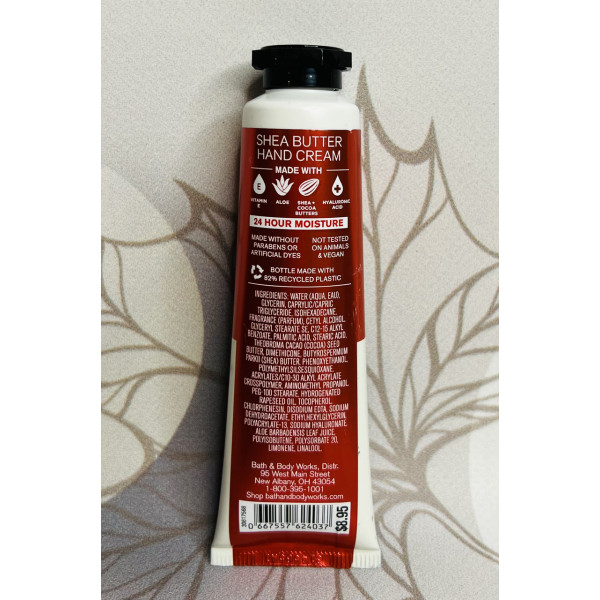 SHEA BUTTER
HAND CREAM
MADE WITH
E
VITAMIN
E
ALOE
SHEA +
COCOA
BUTTERS
HYALURONIC
ACID
24 HOUR MOISTURE
MADE WITHOUT
PARABENS OR
ARTIFICIAL DYES
NOT TESTED
ON ANIMALS
& VEGAN
BOTTLE MADE WITH
82% RECYCLED PLASTIC
INGREDIENTS: WATER (AQUA, EAU),
GLYCERIN, CAPRYLIC/CAPRIC
TRIGLYCERIDE, ISOHEXADECANE,
FRAGRANCE (PARFUM), CETYL ALCOHOL,
GLYCERYL STEARATE SE, C12-15 ALKYL
BENZOATE, PALMITIC ACID, STEARIC ACID,
THEOBROMA CACAO (COCOA) SEED
BUTTER, DIMETHICONE, BUTYROSPERMUM
PARKII (SHEA) BUTTER, PHENOXYETHANOL,
POLYMETHYLSILSESQUIOXANE,
ACRYLATES/C10-30 ALKYL ACRYLATE
CROSSPOLYMER, AMINOMETHYL PROPANOL,
PEG-100 STEARATE, HYDROGENATED
RAPESEED OIL, TOCOPHEROL,
CHLORPHENESIN, DISODIUM EDTA, SODIUM
DEHYDROACETATE, ETHYLHEXYLGLYCERIN,
POLYACRYLATE-13, SODIUM HYALURONATE,
ALOE BARBADENSIS LEAF JUICE,
POLYISOBUTENE, POLYSORBATE 20,
LIMONENE, LINALOOL.
Bath & Body Works, Distr.
95 West Main Street
New Albany, OH 43054
1-800-395-1001
Shop bathandbodyworks.com
0 667557 624037
$8.95